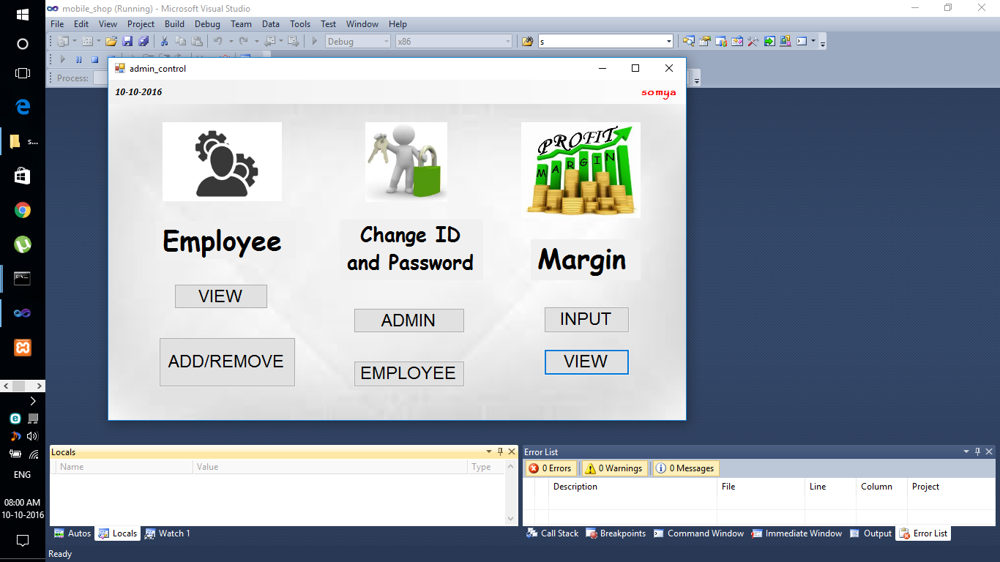 mobile_shop (Running) - Microsoft Visual Studio
File Edit View Project Build Debug Team Data Tools Test Window Help
Debug x86 s
Process:
admin_control
10-10-2016 somya
PROFIT
MARGIN
Employee
Change ID
and Password
Margin
VIEW
ADMIN
INPUT
ADD/REMOVE
EMPLOYEE
VIEW
s...
Locals
Name Value Type
Error List
0 Errors 0 Warnings 0 Messages
Description File Line Column Project
Autos Locals Watch 1
Call Stack Breakpoints Command Window Immediate Window Output Error List
Ready
ENG
08:00 AM
10-10-2016